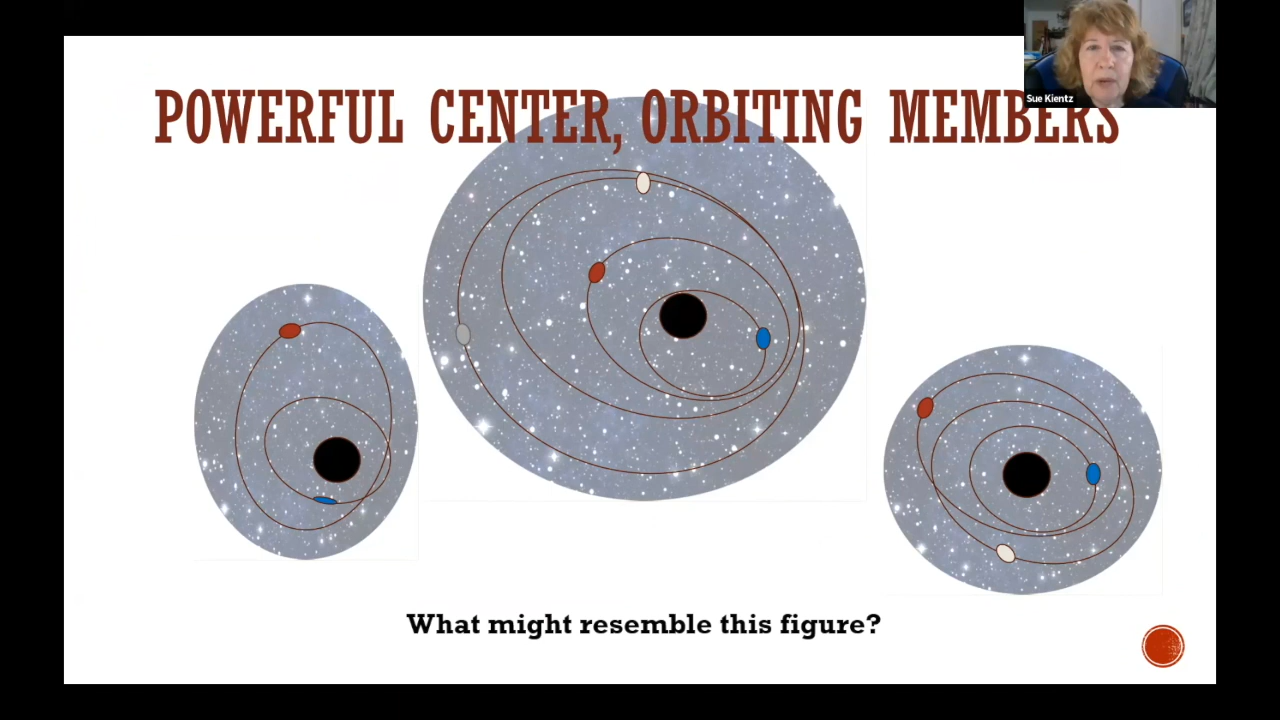 POWERFUL CENTER, ORBITING MEMBERS
Sue Kientz
What might resemble this figure?